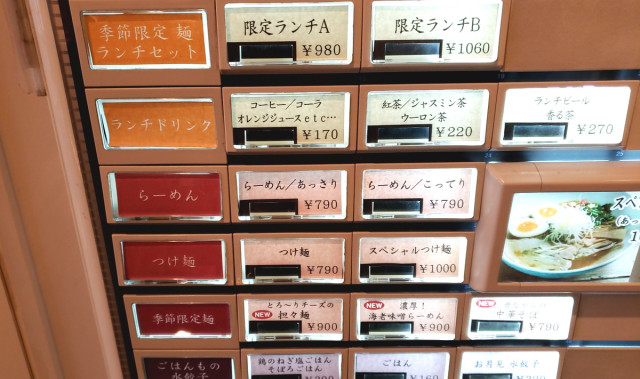 季節限定 麺
ランチセット
限定ランチA
¥980
限定ランチB
¥1060
ランチドリンク
コーヒー／コーラ
オレンジジュースetc…
¥170
紅茶／ジャスミン茶
ウーロン茶
¥220
ランチビール
香る茶
¥270
らーめん
らーめん／あっさり
¥790
らーめん／こってり
¥790
つけ麺
つけ麺
¥790
スペシャルつけ麺
¥1000
季節限定麺
とろ〜りチーズの
NEW 担々麺
¥900
NEW 濃厚！
海老味噌らーめん
¥900
NEW
中華そば
¥790
ごはんもの
水餃子
鶏のねぎ塩ごはん
そぼろごはん
ごはん
¥160
お月見 水餃子